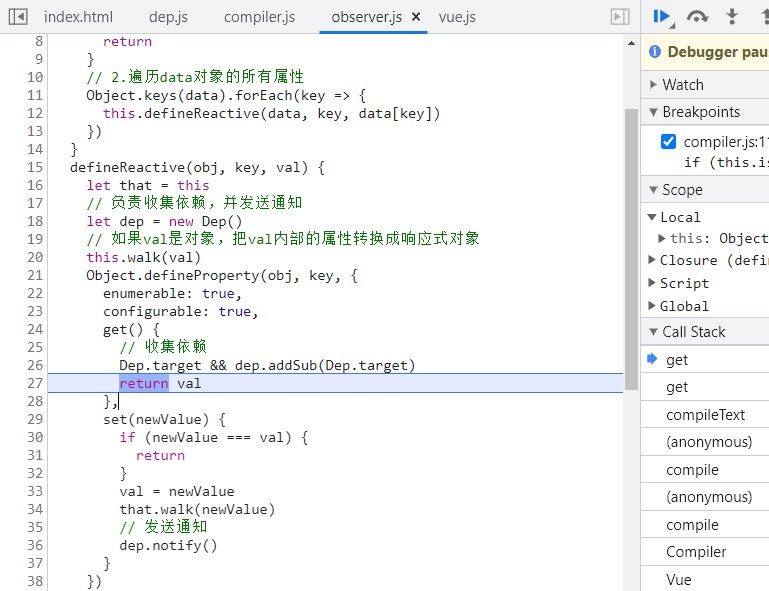 index.html dep.js compiler.js observer.js × vue.js
8 return
9 }
10 // 2.遍历data对象的所有属性
11 Object.keys(data).forEach(key => {
12 this.defineReactive(data, key, data[key])
13 })
14 }
15 defineReactive(obj, key, val) {
16 let that = this
17 // 负责收集依赖，并发送通知
18 let dep = new Dep()
19 // 如果val是对象，把val内部的属性转换成响应式对象
20 this.walk(val)
21 Object.defineProperty(obj, key, {
22 enumerable: true,
23 configurable: true,
24 get() {
25 // 收集依赖
26 Dep.target && dep.addSub(Dep.target)
27 return val
28 },
29 set(newValue) {
30 if (newValue === val) {
31 return
32 }
33 val = newValue
34 that.walk(newValue)
35 // 发送通知
36 dep.notify()
37 }
38 })
Debugger pau
Watch
Breakpoints
compiler.js:11
if (this.is
Scope
Local
this: Object
Closure (defi
Script
Global
Call Stack
get
get
compileText
(anonymous)
compile
(anonymous)
compile
Compiler
Vue